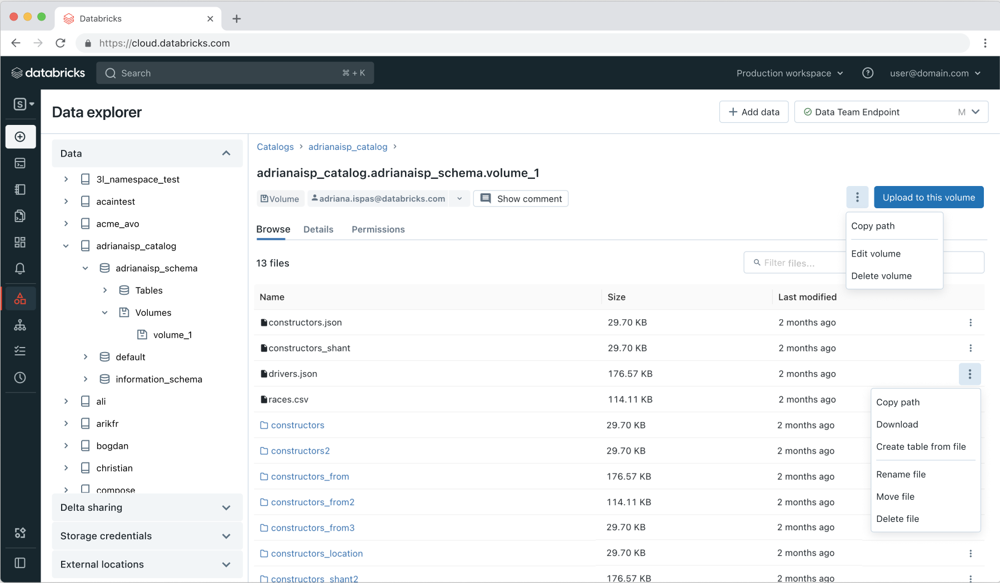 Databricks
https://cloud.databricks.com
databricks
Search
⌘ + K
Production workspace
?
user@domain.com
S
Data explorer
+ Add data
Data Team Endpoint
M
Data
3l_namespace_test
acaintest
acme_avo
adrianaisp_catalog
adrianaisp_schema
Tables
Volumes
volume_1
default
information_schema
ali
arikfr
bogdan
christian
compose
Delta sharing
Storage credentials
External locations
Catalogs > adrianaisp_catalog >
adrianaisp_catalog.adrianaisp_schema.volume_1
Volume
adriana.ispas@databricks.com
Show comment
Upload to this volume
Copy path
Edit volume
Delete volume
Browse Details Permissions
13 files
Filter files...
Name Size Last modified
constructors.json 29.70 KB 2 months ago
constructors_shant 29.70 KB 2 months ago
drivers.json 176.57 KB 2 months ago
races.csv 114.11 KB 2 months ago
constructors 29.70 KB 2 months ago
constructors2 29.70 KB 2 months ago
constructors_from 176.57 KB 2 months ago
constructors_from2 114.11 KB 2 months ago
constructors_from3 29.70 KB 2 months ago
constructors_location 29.70 KB 2 months ago
constructors_shant2 176.57 KB 2 months ago
Copy path
Download
Create table from file
Rename file
Move file
Delete file